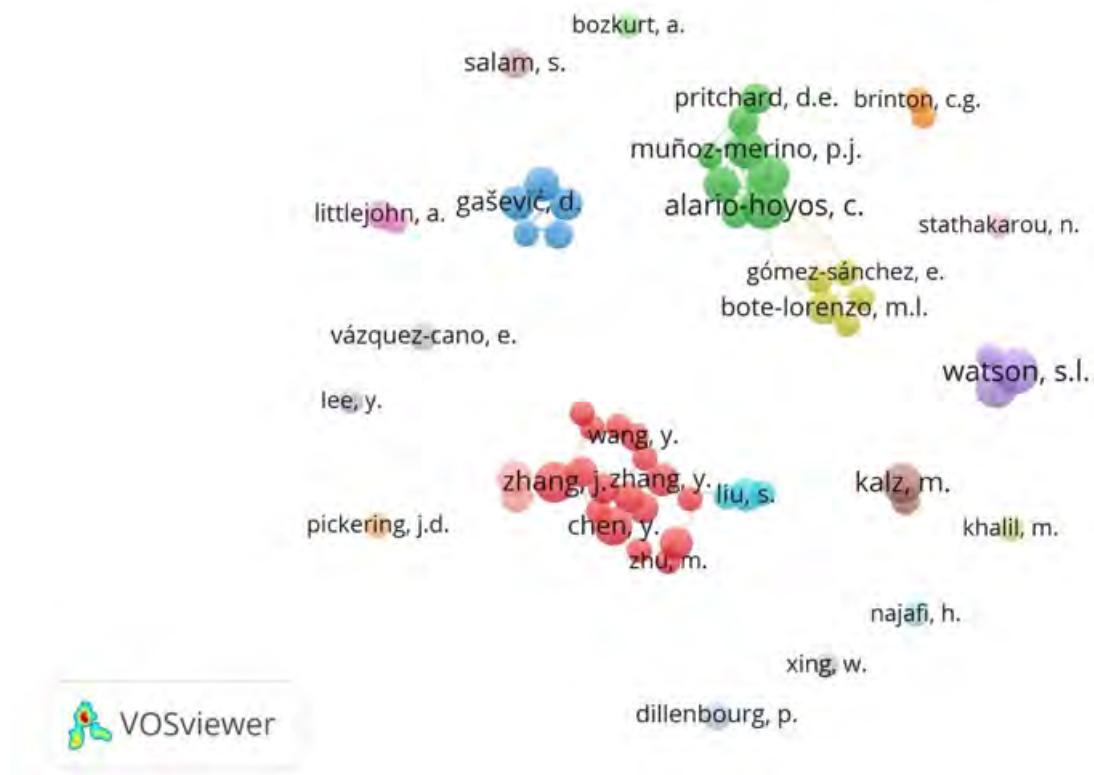 bozkurt, a.
salam, s.
pritchard, d.e.
brinton, c.g.
muñoz-merino, p.j.
gašević, d.
alario-hoyos, c.
littlejohn, a.
stathakarou, n.
gómez-sánchez, e.
bote-lorenzo, m.l.
vázquez-cano, e.
watson, s.l.
lee, y.
wang, y.
zhang, j.
zhang, y.
liu, s.
kalz, m.
pickering, j.d.
chen, y.
khalil, m.
zhu, m.
najafi, h.
xing, w.
dillenbourg, p.
VOSviewer